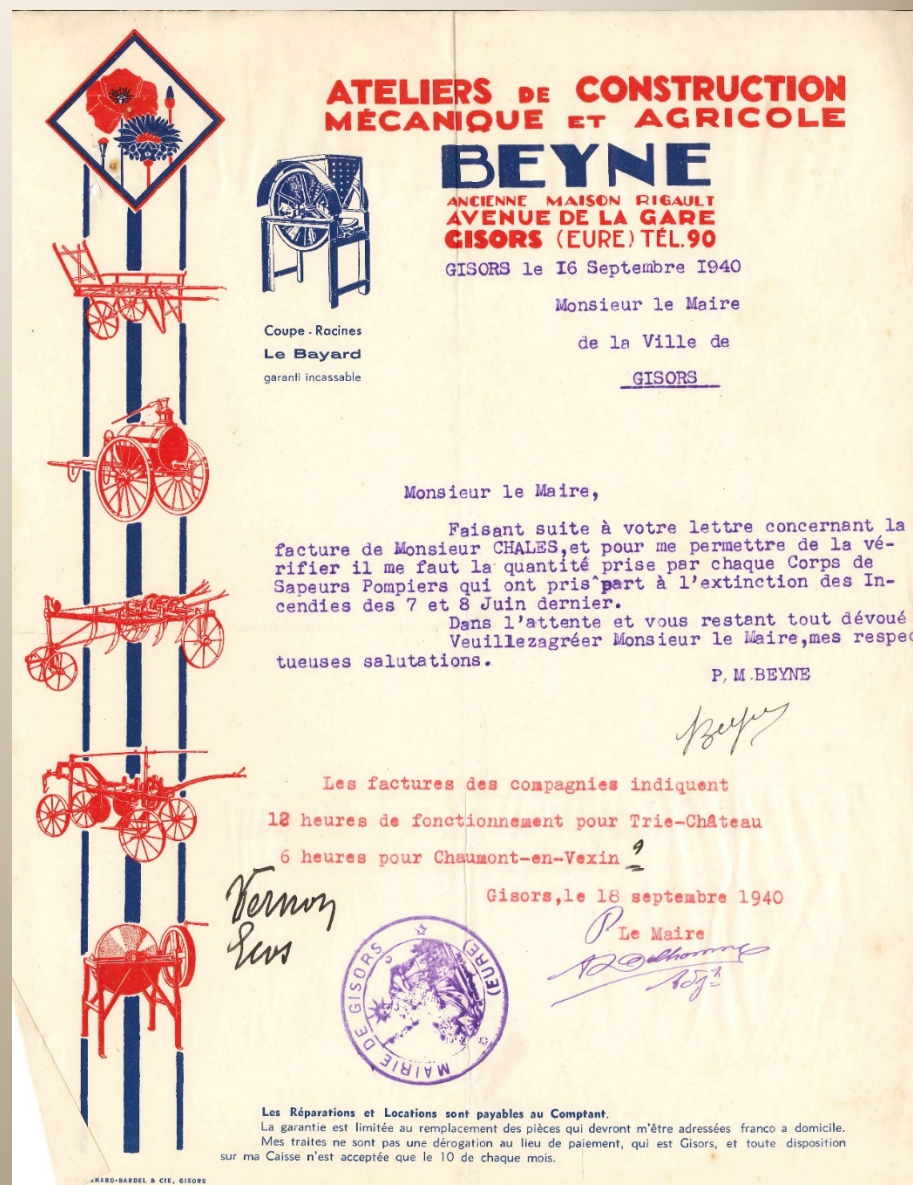 ATELIERS DE CONSTRUCTION
MÉCANIQUE ET AGRICOLE
BEYNE
ANCIENNE MAISON RIGAULT
AVENUE DE LA GARE
GISORS (EURE) TÉL.90
Coupe - Racines
Le Bayard
garanti incassable
GISORS le I6 Septembre I940
Monsieur le Maire
de la Ville de
GISORS
Monsieur le Maire,
Faisant suite à votre lettre concernant la
facture de Monsieur CHALES,et pour me permettre de la vé-
rifier il me faut la quantité prise par chaque Corps de
Sapeurs Pompiers qui ont pris^part à l'extinction des In-
cendies des 7 et 8 Juin dernier.
Dans l'attente et vous restant tout dévoué
Veuillezagréer Monsieur le Maire,mes respec
tueuses salutations.
P, M.BEYNE
Beyne
Les factures des compagnies indiquent
12 heures de fonctionnement pour Trie-Château
6 heures pour Chaumont-en-Vexin
Vernon
Ecos
Gisors,le 18 septembre 1940
P Le Maire
Adjt
MAIRIE DE GISORS
(EURE)
Les Réparations et Locations sont payables au Comptant.
La garantie est limitée au remplacement des pièces qui devront m'être adressées franco a domicile.
Mes traites ne sont pas une dérogation au lieu de paiement, qui est Gisors, et toute disposition
sur ma Caisse n'est acceptée que le 10 de chaque mois.
& CIE, GISORS